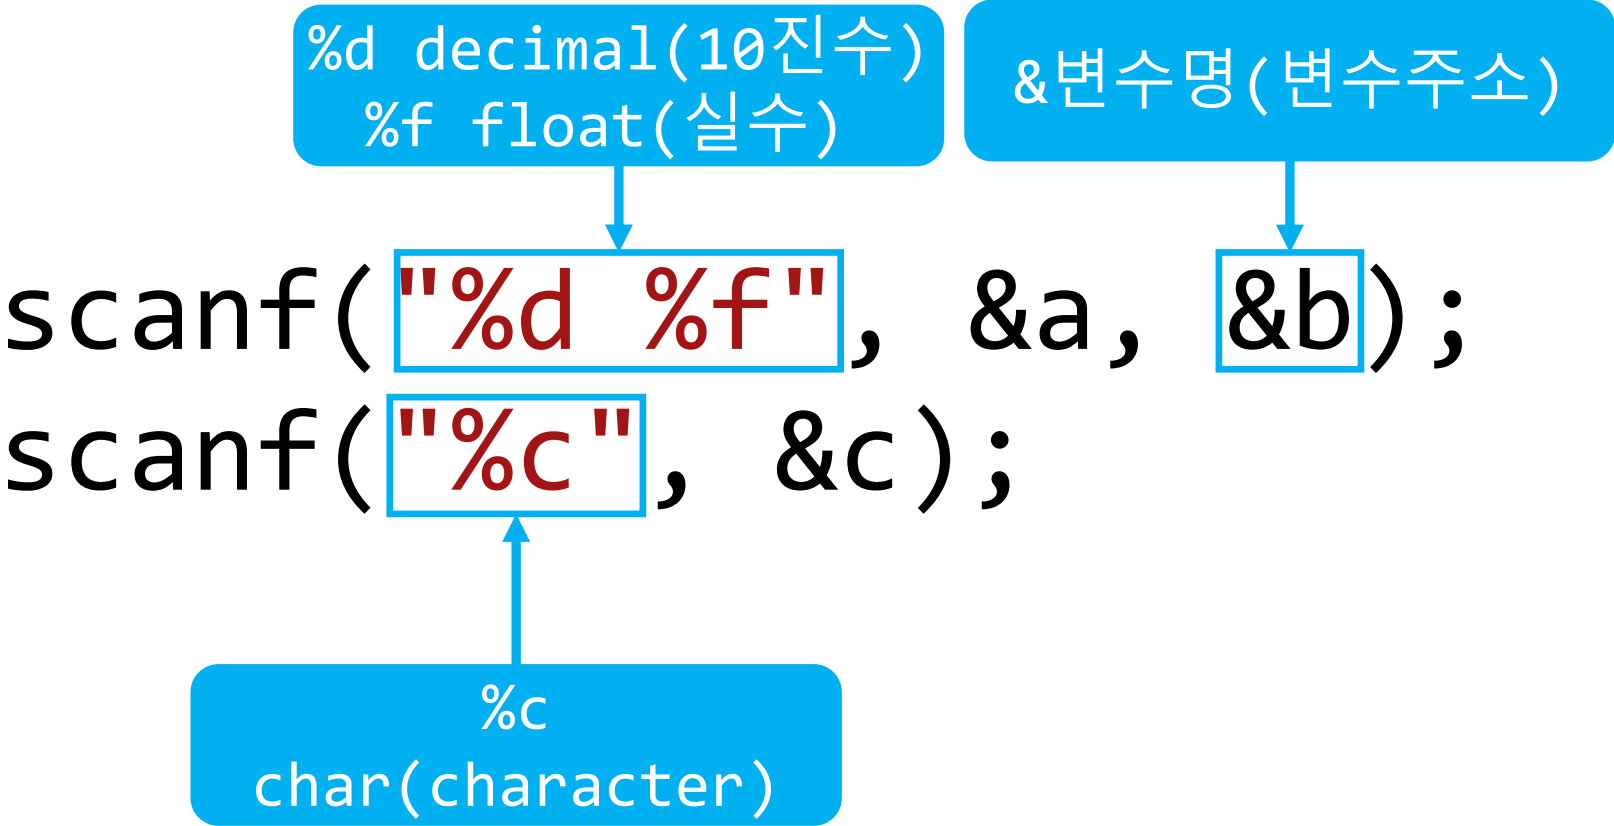 %d decimal(10진수)
%f float(실수)
&변수명(변수주소)
scanf("%d %f", &a, &b);
scanf("%c", &c);
%c
char(character)